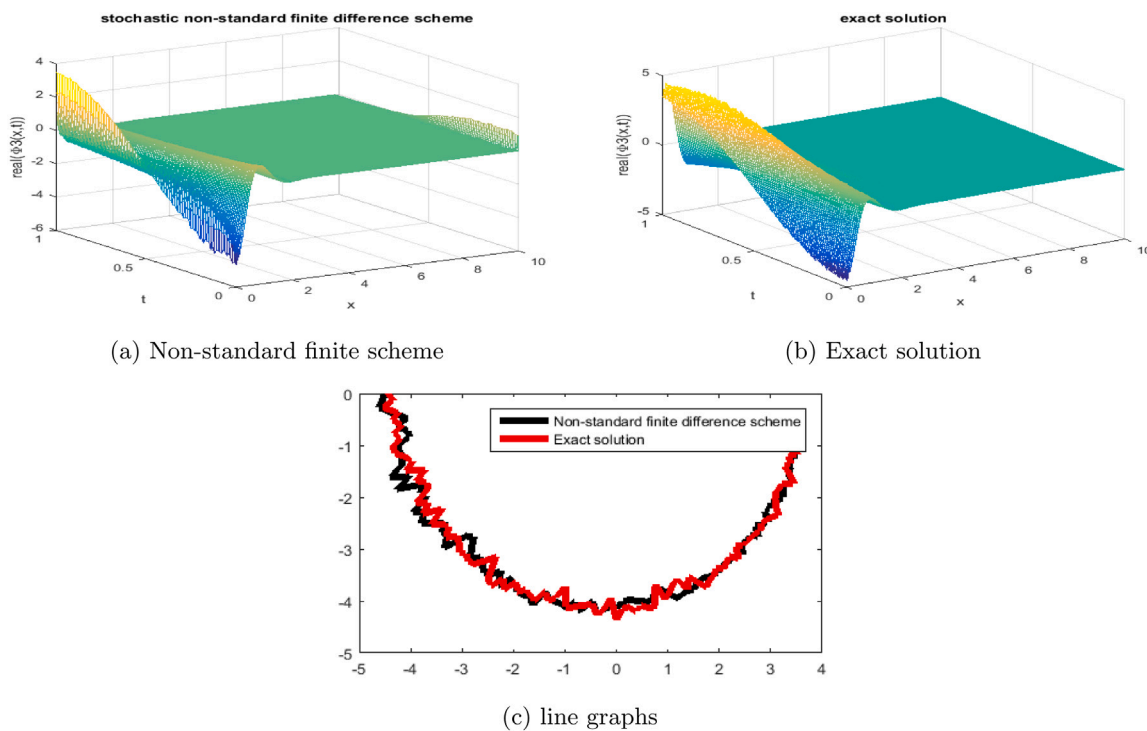 stochastic non-standard finite difference scheme
4
2
0
-2
-4
-6
real(Φ3(x,t))
1
0.5
0
t
0
2
4
6
8
10
x
(a) Non-standard finite scheme
exact solution
5
0
-5
real(Φ3(x,t))
1
0.5
0
t
0
2
4
6
8
10
x
(b) Exact solution
0
-1
-2
-3
-4
-5
Non-standard finite difference scheme
Exact solution
-5 -4 -3 -2 -1 0 1 2 3 4
(c) line graphs